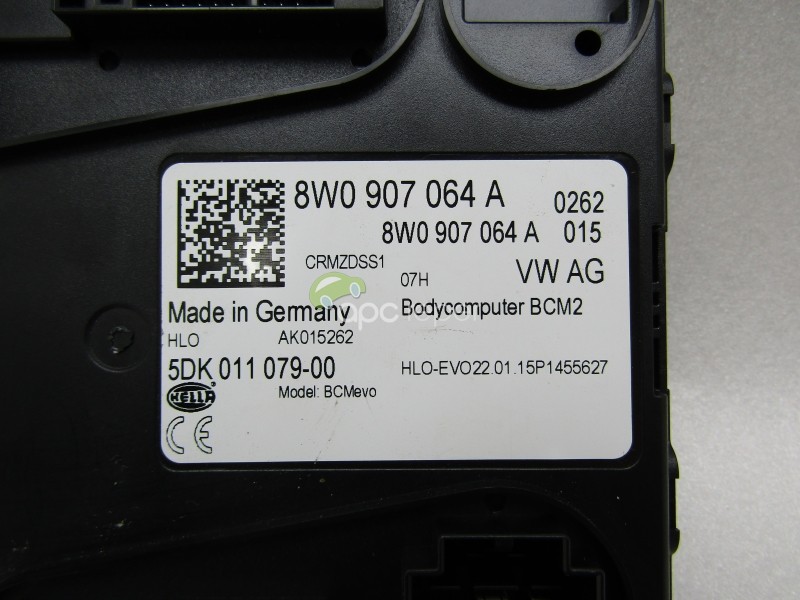 8W0 907 064 A 0262
8W0 907 064 A 015
CRMZDSS1 07H VW AG
Made in Germany Bodycomputer BCM2
HLO AK015262
5DK 011 079-00 HLO-EVO22.01.15P1455627
HELLA Model: BCMevo
CE